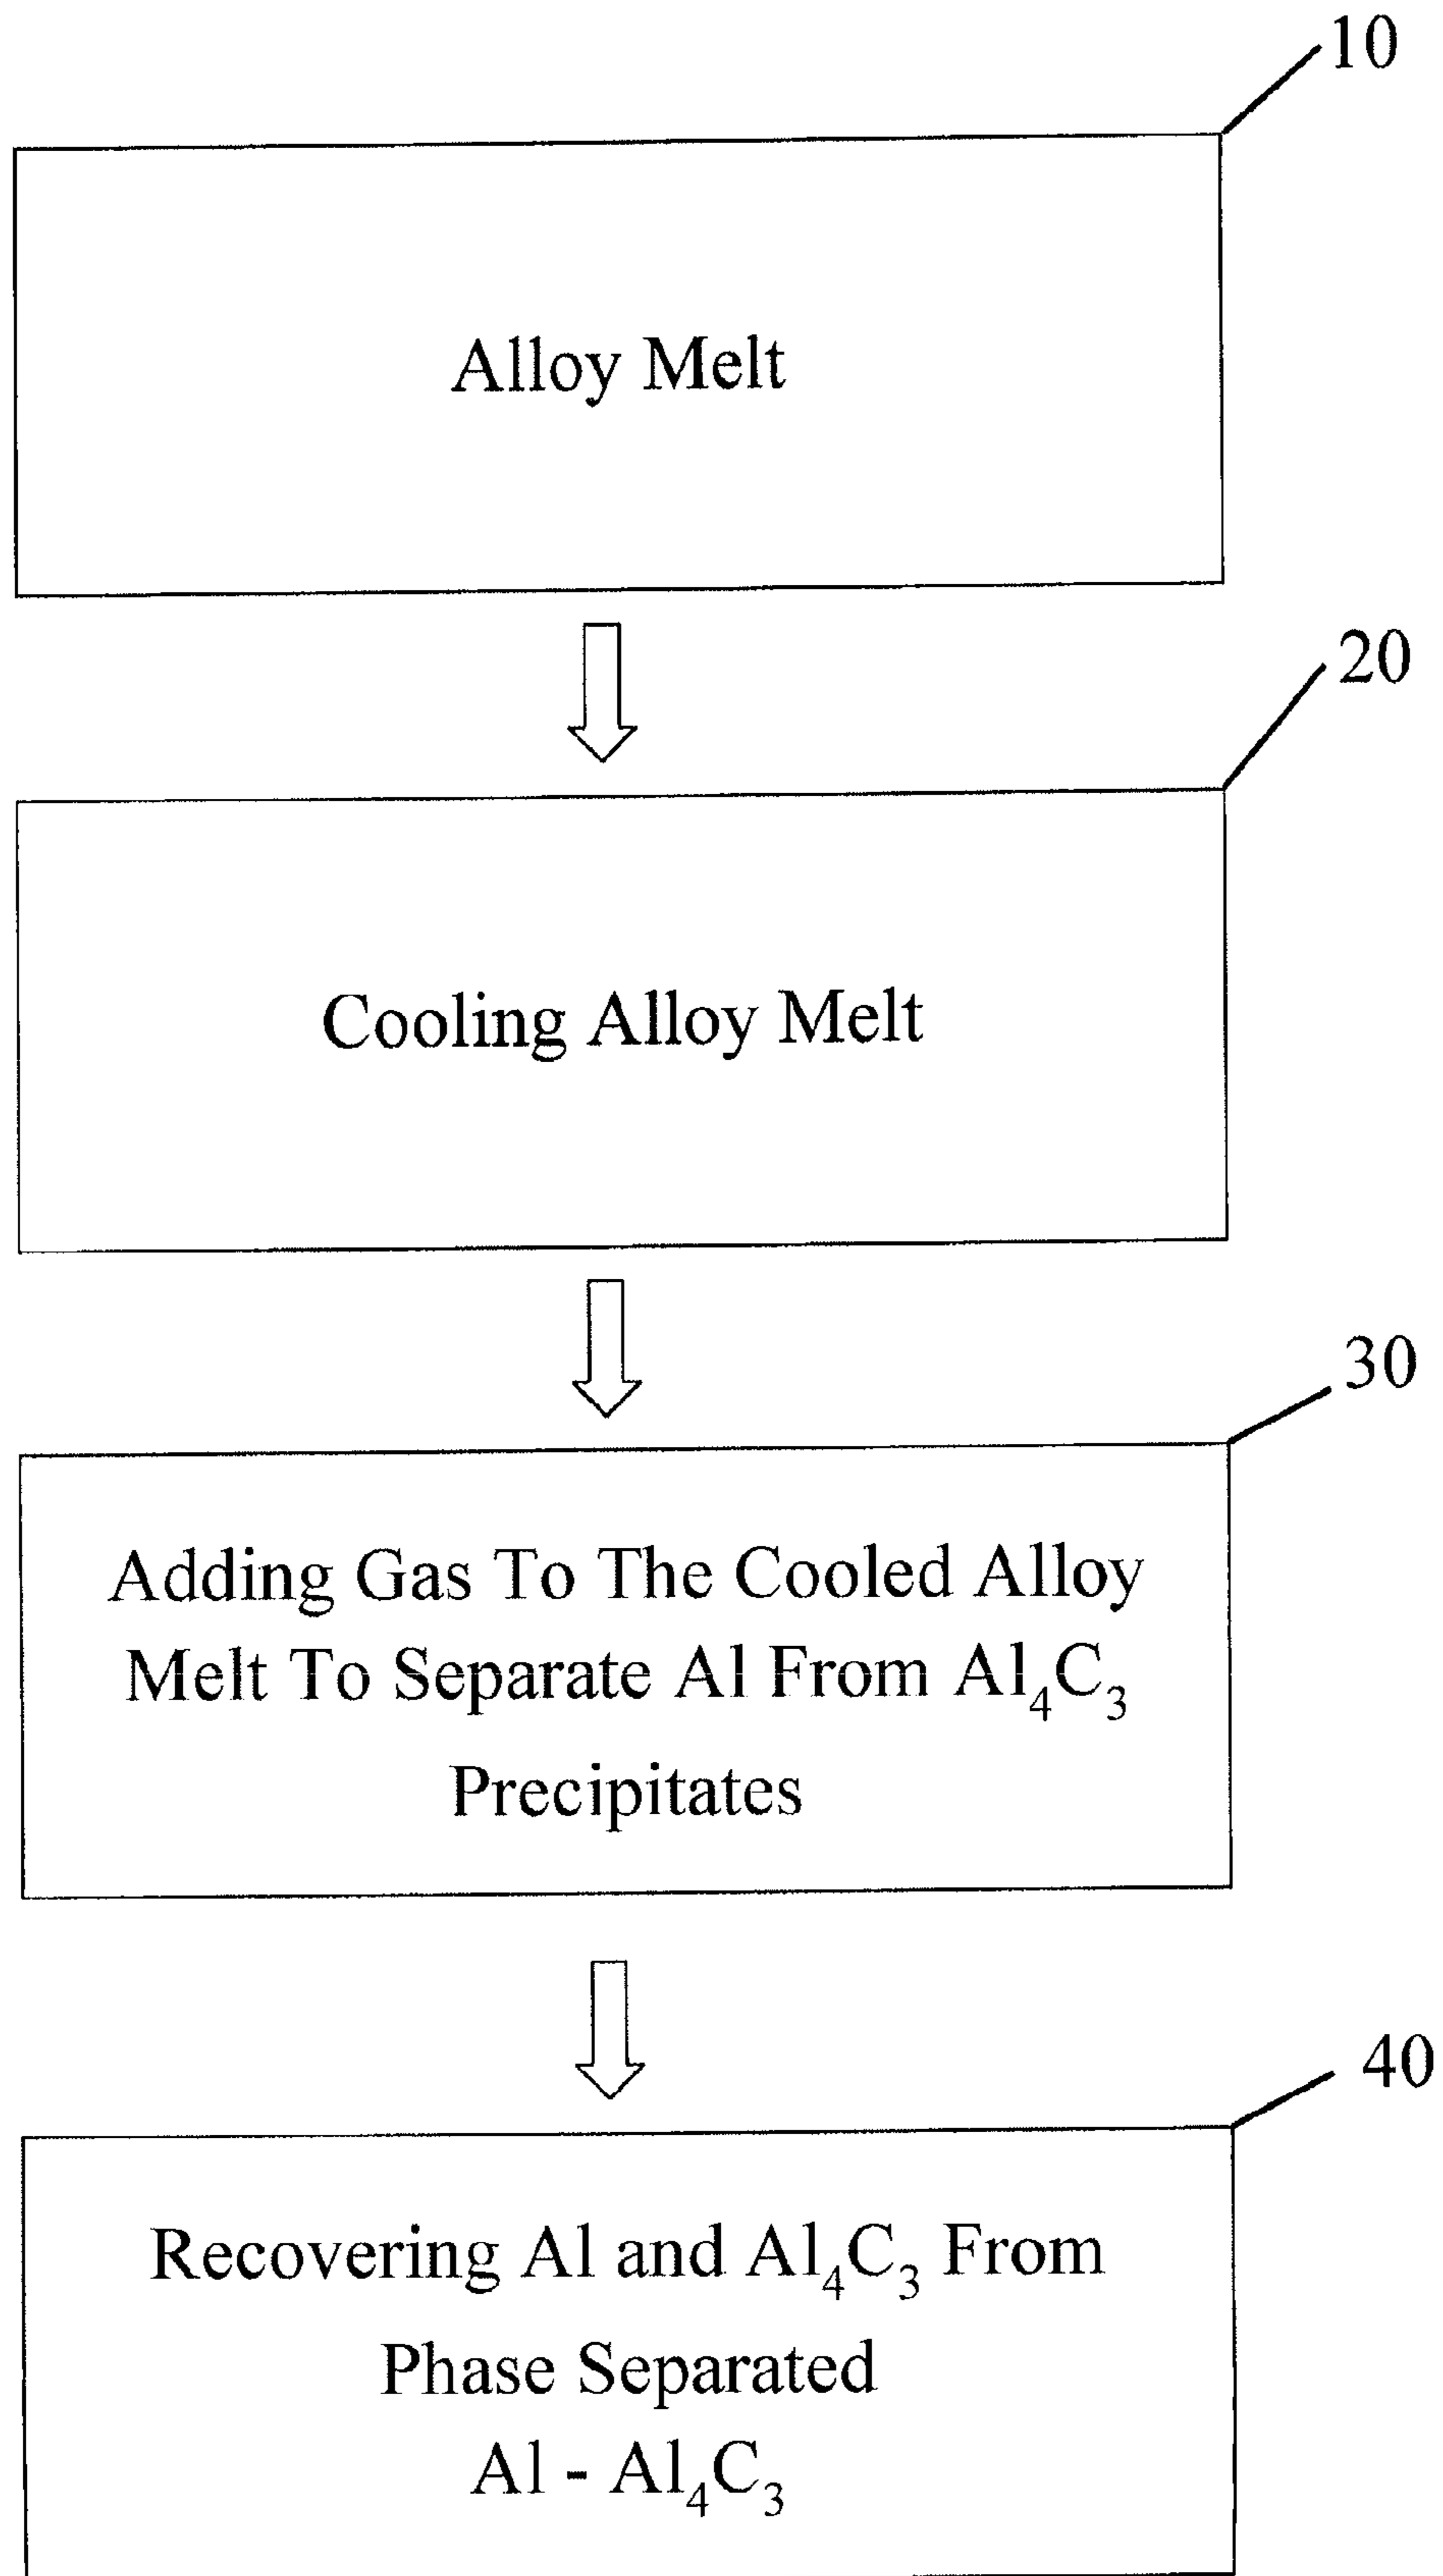 10
Alloy Melt
20
Cooling Alloy Melt
30
Adding Gas To The Cooled Alloy
Melt To Separate Al From Al₄C₃
Precipitates
40
Recovering Al and Al₄C₃ From
Phase Separated
Al - Al₄C₃